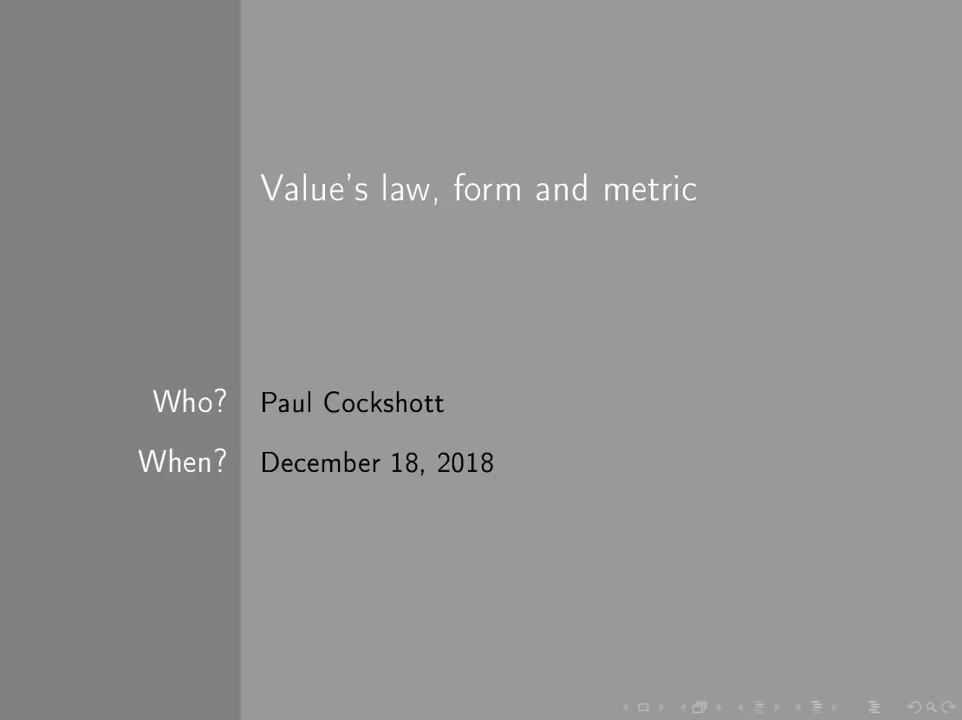 Value's law, form and metric
Who? Paul Cockshott
When? December 18, 2018